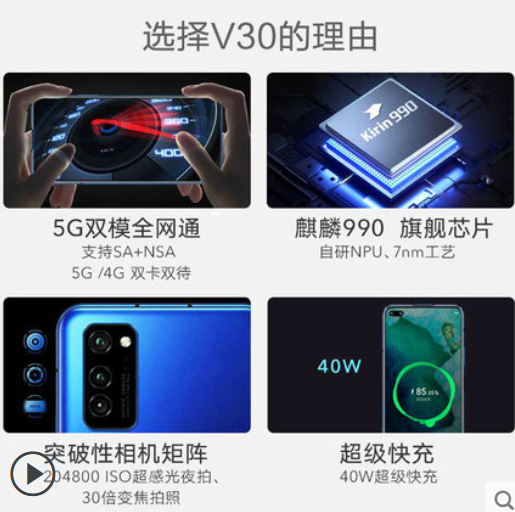 选择V30的理由
360
400
Kirin990
5G双模全网通
支持SA+NSA
5G /4G 双卡双待
麒麟990 旗舰芯片
自研NPU、7nm工艺
40W
85.11%
突破性相机矩阵
204800 ISO超感光夜拍、
30倍变焦拍照
超级快充
40W超级快充